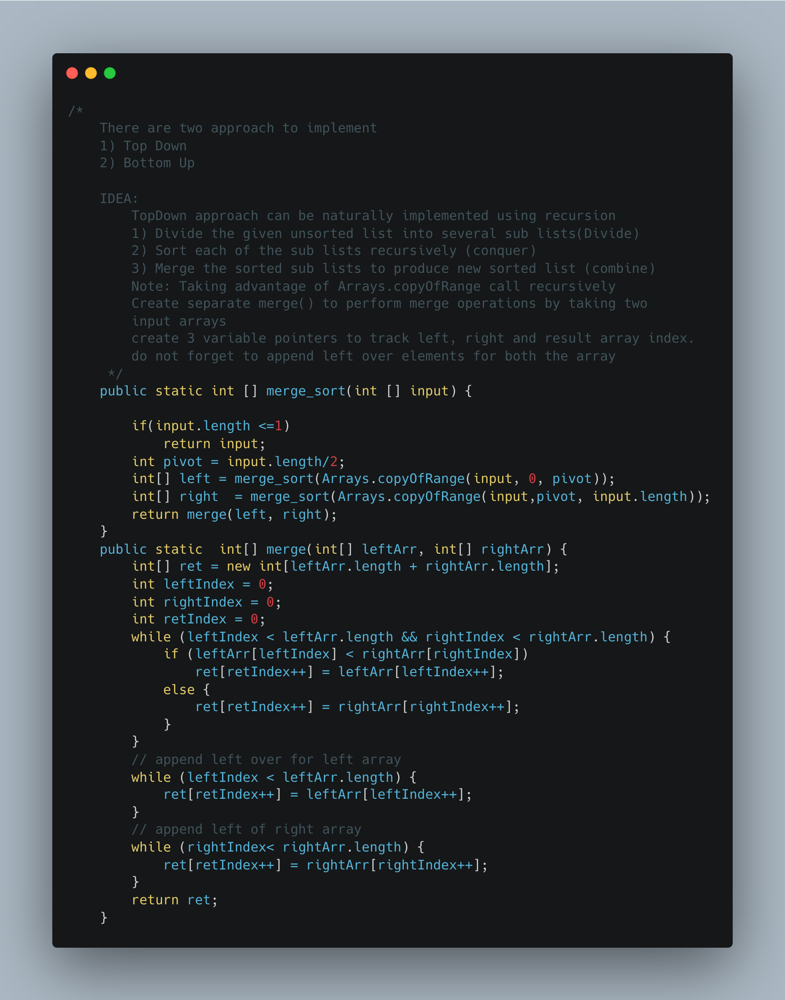 /*
    There are two approach to implement
    1) Top Down
    2) Bottom Up

    IDEA:
        TopDown approach can be naturally implemented using recursion
        1) Divide the given unsorted list into several sub lists(Divide)
        2) Sort each of the sub lists recursively (conquer)
        3) Merge the sorted sub lists to produce new sorted list (combine)
        Note: Taking advantage of Arrays.copyOfRange call recursively
        Create separate merge() to perform merge operations by taking two
        input arrays
        create 3 variable pointers to track left, right and result array index.
        do not forget to append left over elements for both the array
     */
    public static int [] merge_sort(int [] input) {

        if(input.length <=1)
            return input;
        int pivot = input.length/2;
        int[] left = merge_sort(Arrays.copyOfRange(input, 0, pivot));
        int[] right  = merge_sort(Arrays.copyOfRange(input,pivot, input.length));
        return merge(left, right);
    }
    public static  int[] merge(int[] leftArr, int[] rightArr) {
        int[] ret = new int[leftArr.length + rightArr.length];
        int leftIndex = 0;
        int rightIndex = 0;
        int retIndex = 0;
        while (leftIndex < leftArr.length && rightIndex < rightArr.length) {
            if (leftArr[leftIndex] < rightArr[rightIndex])
                ret[retIndex++] = leftArr[leftIndex++];
            else {
                ret[retIndex++] = rightArr[rightIndex++];
            }
        }
        // append left over for left array
        while (leftIndex < leftArr.length) {
            ret[retIndex++] = leftArr[leftIndex++];
        }
        // append left of right array
        while (rightIndex< rightArr.length) {
            ret[retIndex++] = rightArr[rightIndex++];
        }
        return ret;
    }